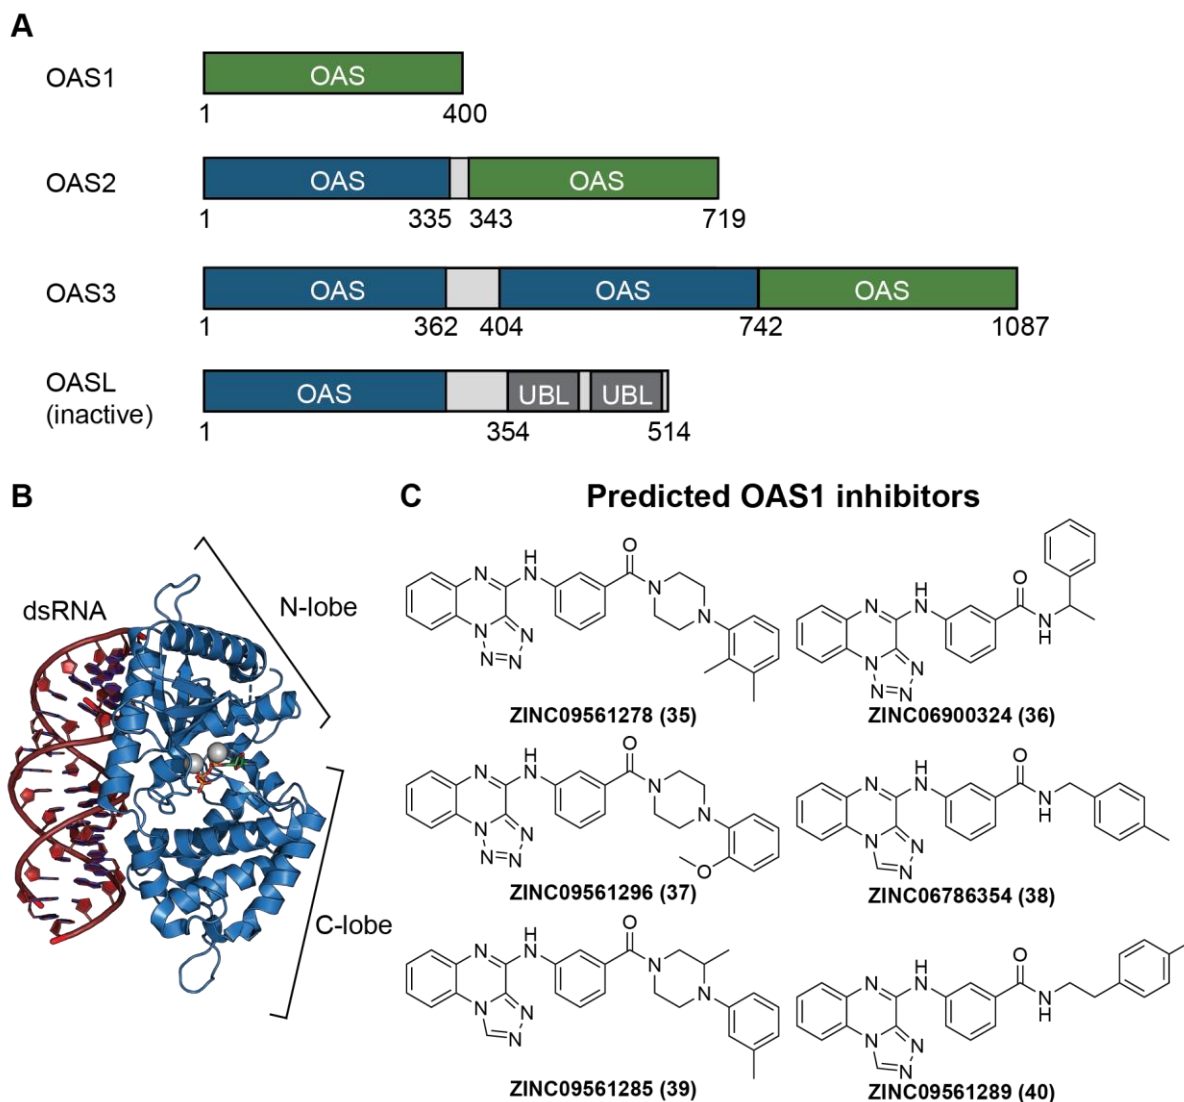 A
OAS1
OAS
1 400
OAS2
OAS OAS
1 335 343 719
OAS3
OAS OAS OAS
1 362 404 742 1087
OASL
(inactive)
OAS UBL UBL
1 354 514
B
dsRNA
N-lobe
C-lobe
C Predicted OAS1 inhibitors
ZINC09561278 (35)
ZINC06900324 (36)
ZINC09561296 (37)
ZINC06786354 (38)
ZINC09561285 (39)
ZINC09561289 (40)